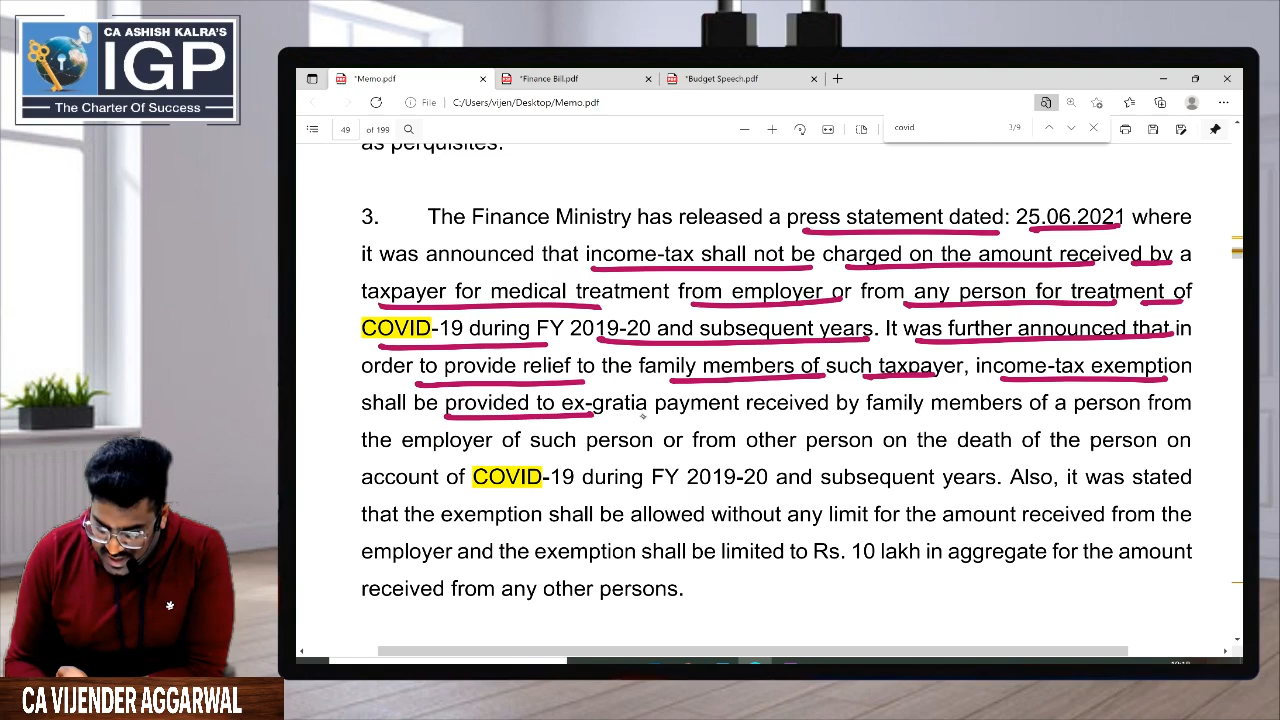 CA ASHISH KALRA'S
IGP
The Charter Of Success
*Memo.pdf
*Finance Bill.pdf
*Budget Speech.pdf
File
C:/Users/vijen/Desktop/Memo.pdf
49 of 199
covid 3/9
as perquisites.
3. The Finance Ministry has released a press statement dated: 25.06.2021 where
it was announced that income-tax shall not be charged on the amount received by a
taxpayer for medical treatment from employer or from any person for treatment of
COVID-19 during FY 2019-20 and subsequent years. It was further announced that in
order to provide relief to the family members of such taxpayer, income-tax exemption
shall be provided to ex-gratia payment received by family members of a person from
the employer of such person or from other person on the death of the person on
account of COVID-19 during FY 2019-20 and subsequent years. Also, it was stated
that the exemption shall be allowed without any limit for the amount received from the
employer and the exemption shall be limited to Rs. 10 lakh in aggregate for the amount
received from any other persons.
CA VIJENDER AGGARWAL